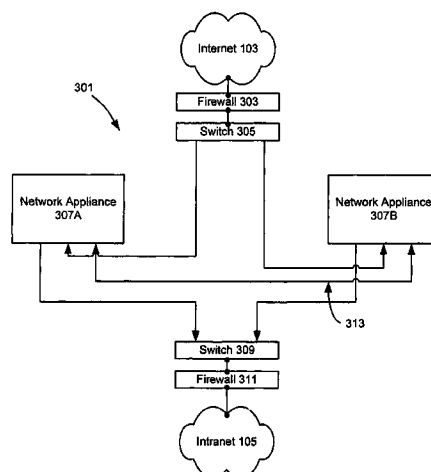 Internet 103
301
Firewall 303
Switch 305
Network Appliance
307A
Network Appliance
307B
313
Switch 309
Firewall 311
Intranet 105